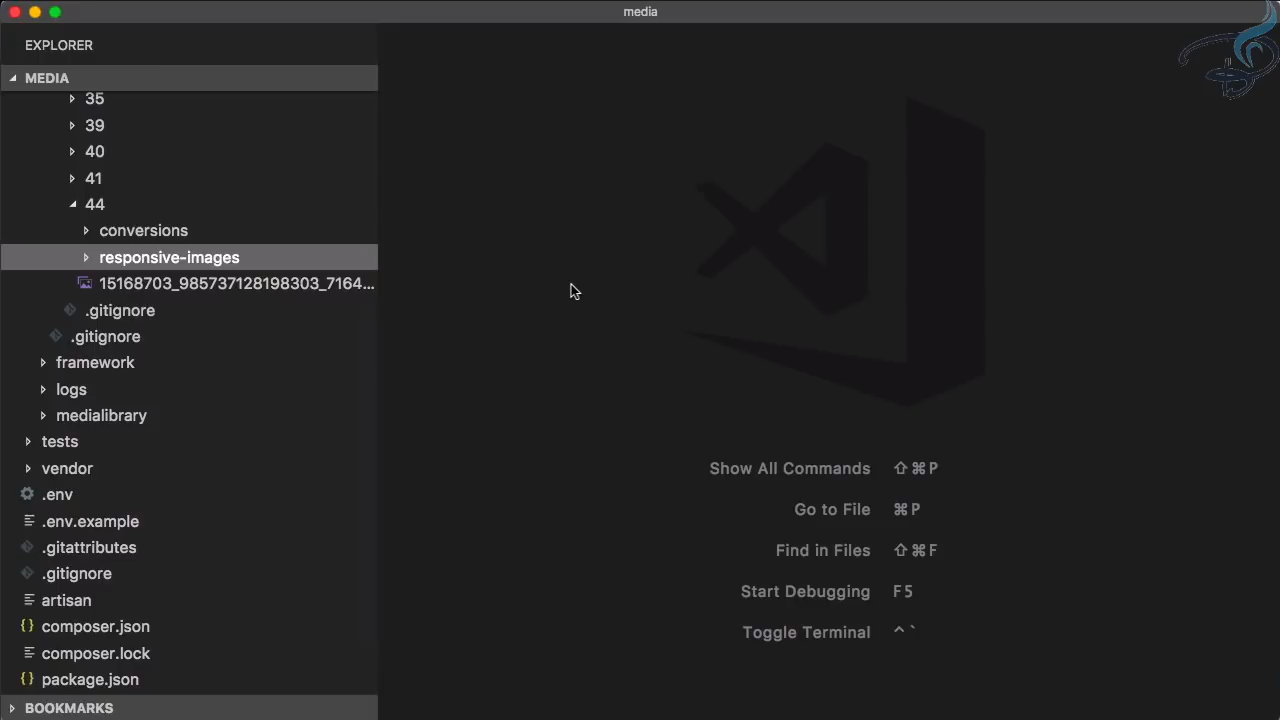 media
EXPLORER
MEDIA
35
39
40
41
44
conversions
responsive-images
15168703_985737128198303_7164...
.gitignore
.gitignore
framework
logs
medialibrary
tests
vendor
.env
.env.example
.gitattributes
.gitignore
artisan
{} composer.json
composer.lock
{} package.json
BOOKMARKS
Show All Commands ⇧⌘P
Go to File ⌘P
Find in Files ⇧⌘F
Start Debugging F5
Toggle Terminal ^`